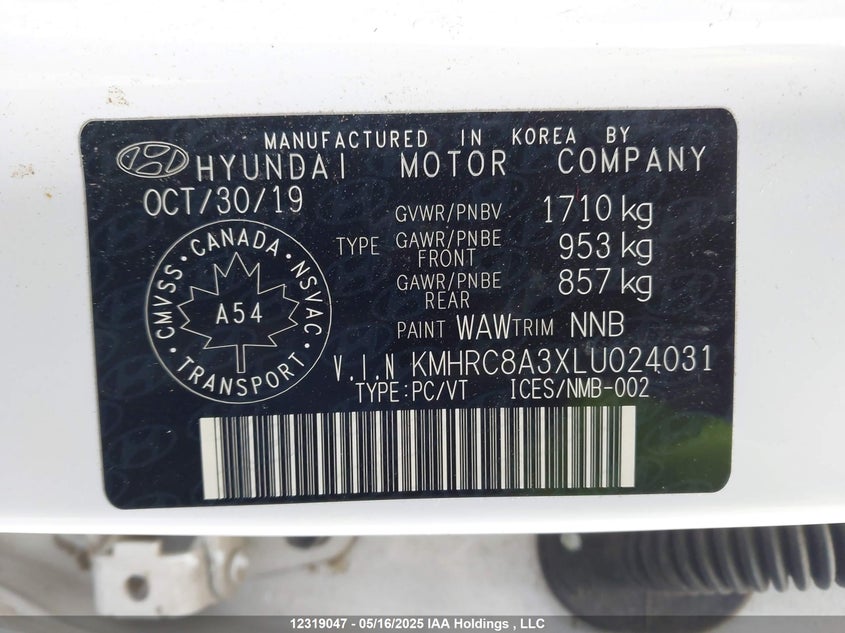 MANUFACTURED IN KOREA BY
HYUNDAI MOTOR COMPANY
OCT/30/19
GVWR/PNBV 1710 kg
TYPE GAWR/PNBE FRONT 953 kg
GAWR/PNBE REAR 857 kg
PAINT WAW TRIM NNB
CMVSS · CANADA · NSVAC
A54
TRANSPORT
V.I.N KMHRC8A3XLU024031
TYPE:PC/VT ICES/NMB-002
12319047 - 05/16/2025 IAA Holdings , LLC